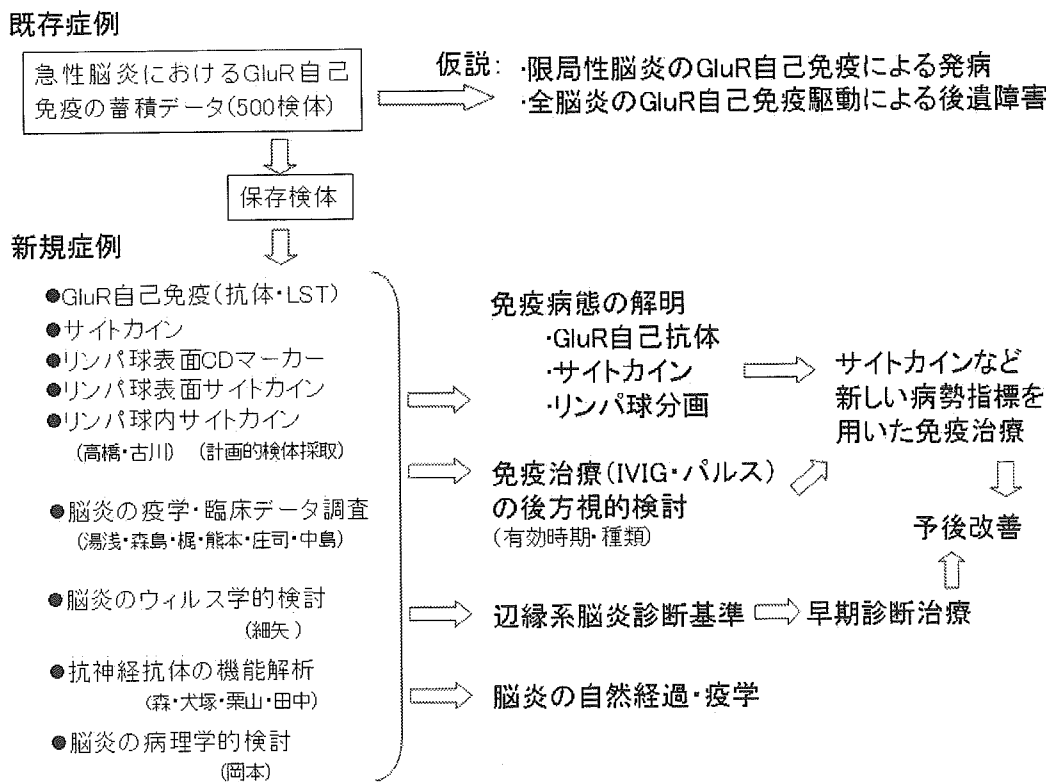 既存症例
急性脳炎におけるGluR自己
免疫の蓄積データ(500検体)
仮説: ・限局性脳炎のGluR自己免疫による発病
・全脳炎のGluR自己免疫駆動による後遺障害
保存検体
新規症例
●GluR自己免疫(抗体・LST)
●サイトカイン
●リンパ球表面CDマーカー
●リンパ球表面サイトカイン
●リンパ球内サイトカイン
(高橋・古川) (計画的検体採取)
●脳炎の疫学・臨床データ調査
(湯浅・森島・梶・熊本・庄司・中島)
●脳炎のウィルス学的検討
(細矢)
●抗神経抗体の機能解析
(森・犬塚・栗山・田中)
●脳炎の病理学的検討
(岡本)
免疫病態の解明
・GluR自己抗体
・サイトカイン
・リンパ球分画
免疫治療(IVIG・パルス)
の後方視的検討
(有効時期・種類)
辺縁系脳炎診断基準
早期診断治療
脳炎の自然経過・疫学
サイトカインなど
新しい病勢指標を
用いた免疫治療
予後改善